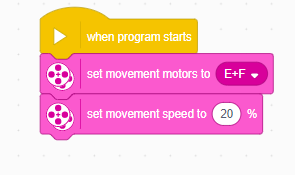 when program starts
set movement motors to E+F
set movement speed to 20 %